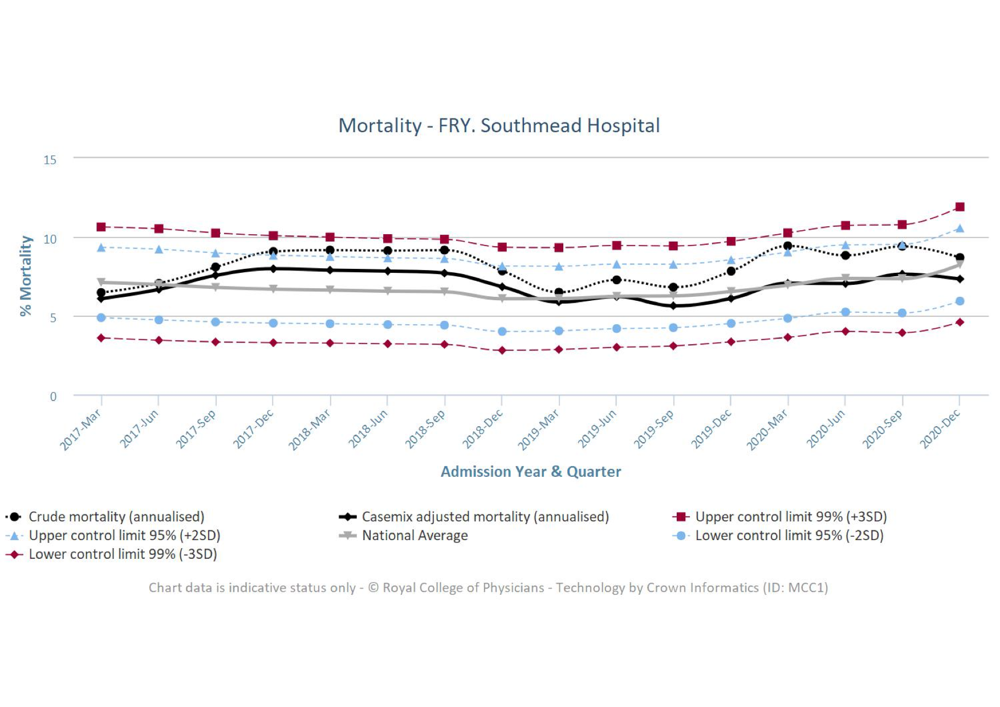 Mortality - FRY. Southmead Hospital
15
10
5
0
% Mortality
2017-Mar
2017-Jun
2017-Sep
2017-Dec
2018-Mar
2018-Jun
2018-Sep
2018-Dec
2019-Mar
2019-Jun
2019-Sep
2019-Dec
2020-Mar
2020-Jun
2020-Sep
2020-Dec
Admission Year & Quarter
Crude mortality (annualised) Casemix adjusted mortality (annualised) Upper control limit 99% (+3SD)
Upper control limit 95% (+2SD) National Average Lower control limit 95% (-2SD)
Lower control limit 99% (-3SD)
Chart data is indicative status only - © Royal College of Physicians - Technology by Crown Informatics (ID: MCC1)